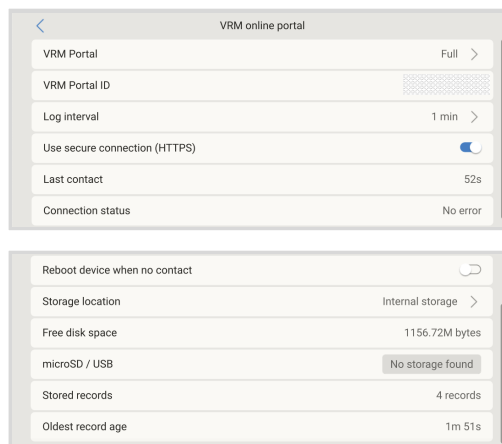 VRM online portal
VRM Portal Full
VRM Portal ID
Log interval 1 min
Use secure connection (HTTPS)
Last contact 52s
Connection status No error
Reboot device when no contact
Storage location Internal storage
Free disk space 1156.72M bytes
microSD / USB No storage found
Stored records 4 records
Oldest record age 1m 51s